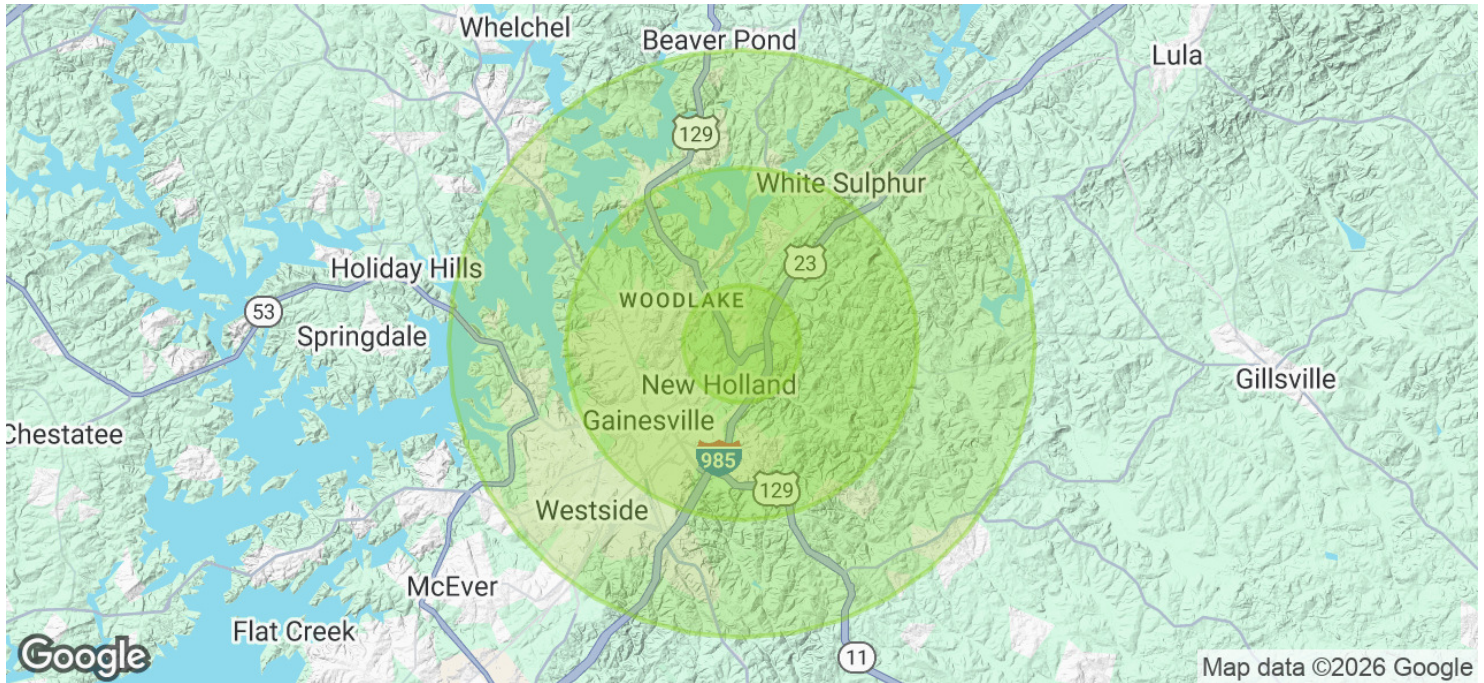 Whelchel
Beaver Pond
Lula
129
White Sulphur
23
Holiday Hills
WOODLAKE
53
Springdale
New Holland
Gillsville
Gainesville
Chestatee
985
129
Westside
McEver
Flat Creek
11
Google
Map data ©2026 Google